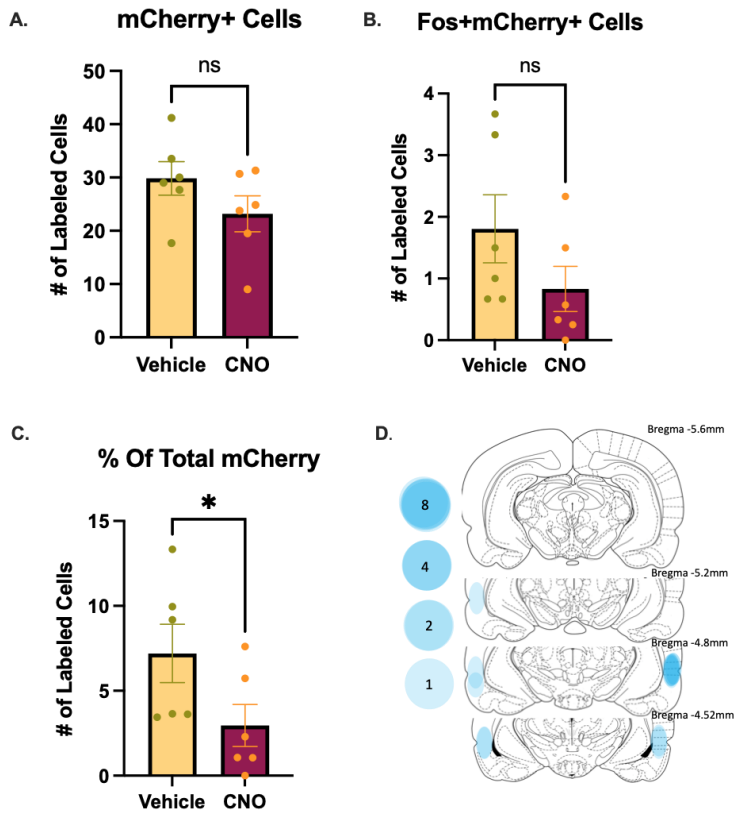 A.
mCherry+ Cells
ns
# of Labeled Cells
50
40
30
20
10
0
Vehicle
CNO
B.
Fos+mCherry+ Cells
ns
# of Labeled Cells
4
3
2
1
0
Vehicle
CNO
C.
% Of Total mCherry
*
# of Labeled Cells
15
10
5
0
Vehicle
CNO
D.
Bregma -5.6mm
8
4
Bregma -5.2mm
2
Bregma -4.8mm
1
Bregma -4.52mm